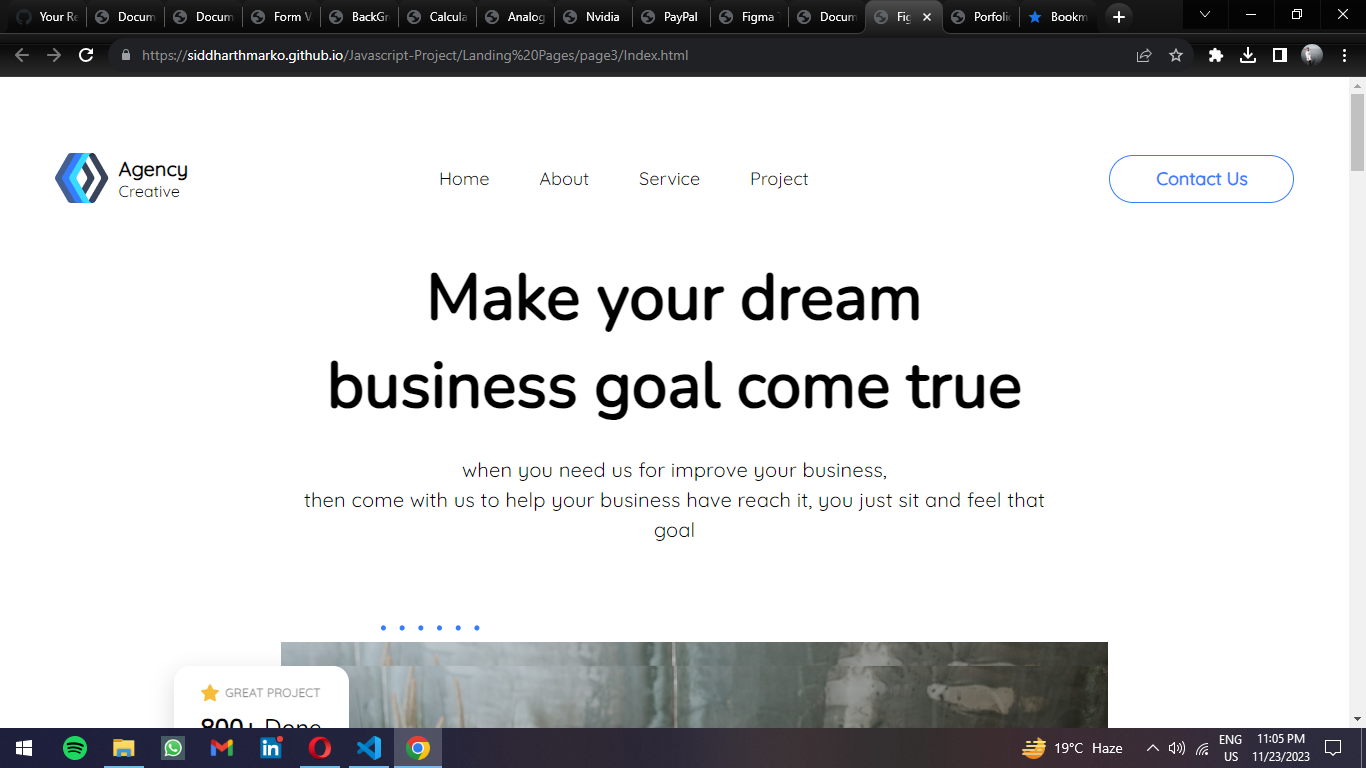 Your Re
Docum
Docum
Form V
BackGr
Calcula
Analog
Nvidia
PayPal
Figma
Docum
Fig
Porfoli
Bookm
https://siddharthmarko.github.io/Javascript-Project/Landing%20Pages/page3/Index.html
Agency
Creative
Home About Service Project
Contact Us
Make your dream
business goal come true
when you need us for improve your business,
then come with us to help your business have reach it, you just sit and feel that
goal
GREAT PROJECT
800+ Done
19°C Haze
ENG
US
11:05 PM
11/23/2023